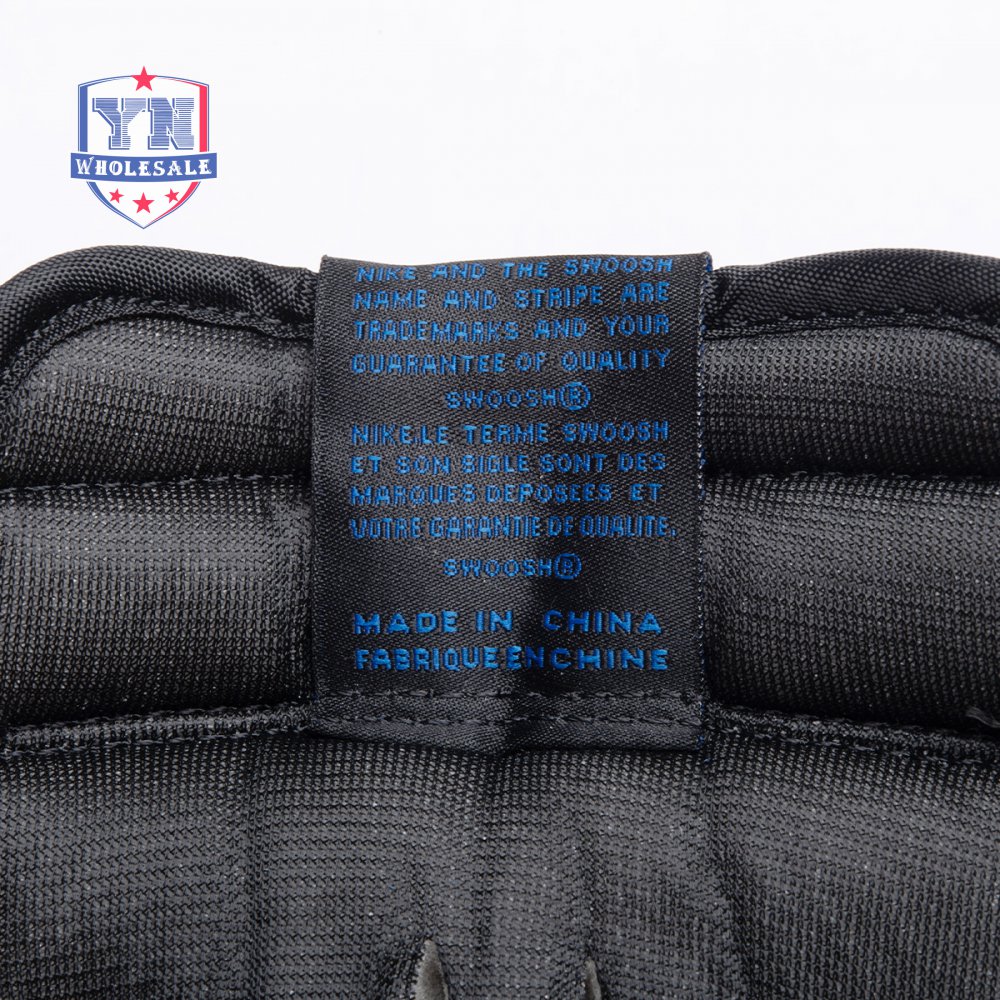 YN
WHOLESALE
NIKE AND THE SWOOSH
NAME AND STRIPE ARE
TRADEMARKS AND YOUR
GUARANTEE OF QUALITY
SWOOSH®
NIKE,LE TERME SWOOSH
ET SON SIGLE SONT DES
MARQUES DEPOSEES ET
VOTRE GARANTIE DE QUALITE.
SWOOSH®
MADE IN CHINA
FABRIQUE EN CHINE